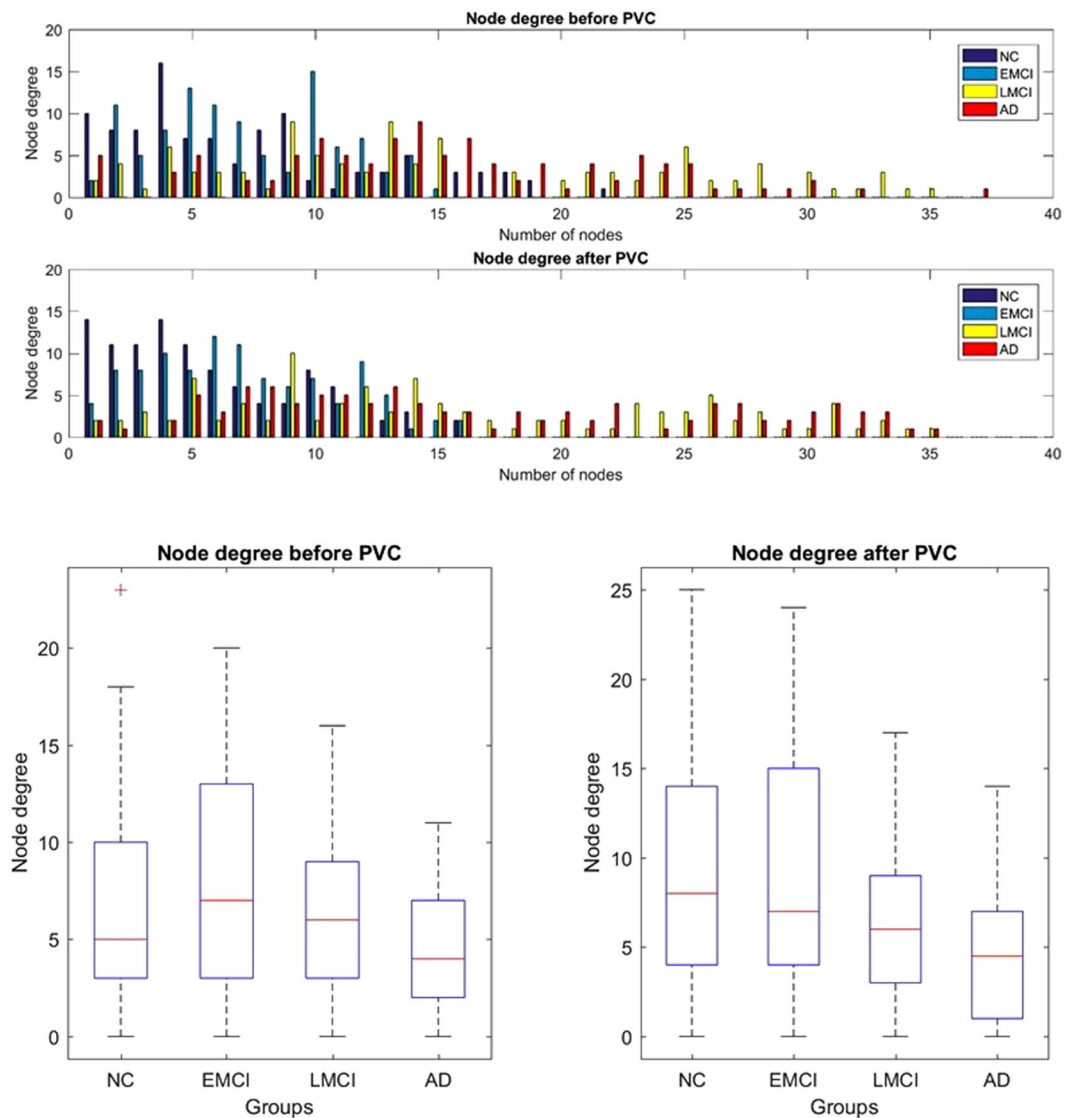 Node degree before PVC
20
15
10
5
0
Node degree
NC
EMCI
LMCI
AD
0 5 10 15 20 25 30 35 40
Number of nodes
Node degree after PVC
20
15
10
5
0
Node degree
NC
EMCI
LMCI
AD
0 5 10 15 20 25 30 35 40
Number of nodes
Node degree before PVC
20
15
10
5
0
Node degree
NC EMCI LMCI AD
Groups
Node degree after PVC
25
20
15
10
5
0
Node degree
NC EMCI LMCI AD
Groups